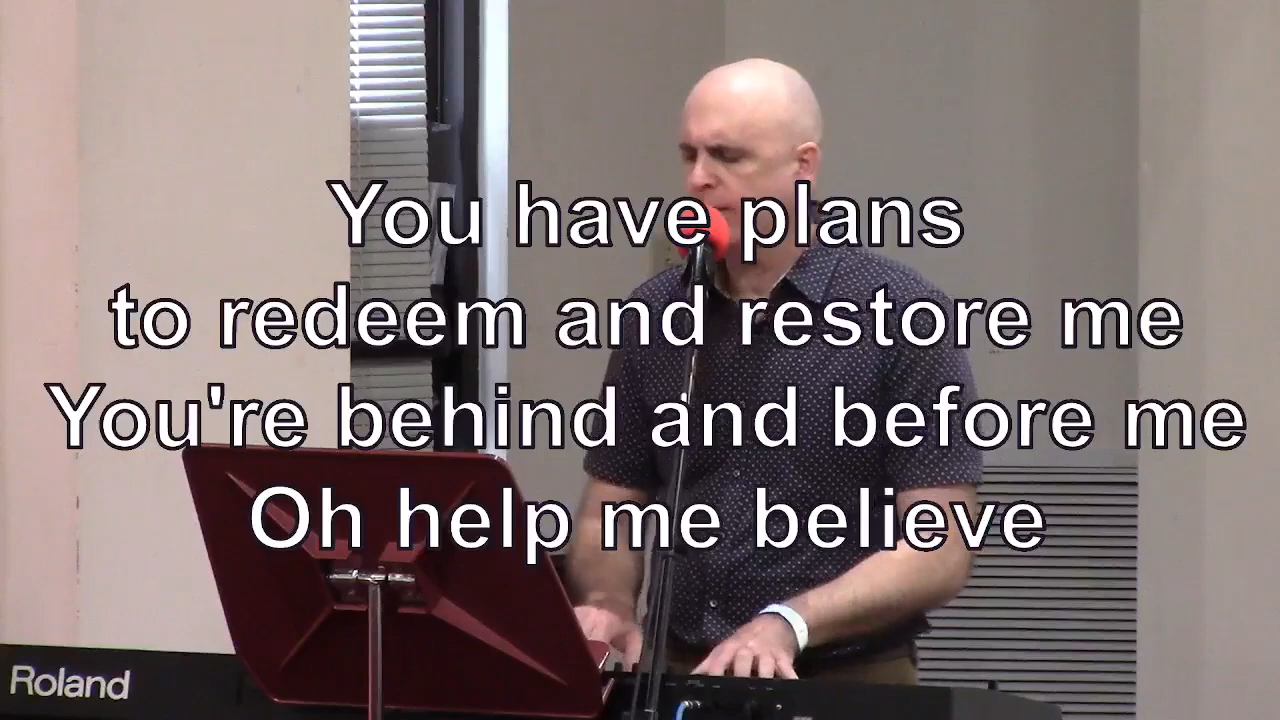 You have plans
to redeem and restore me
You're behind and before me
Oh help me believe
Roland